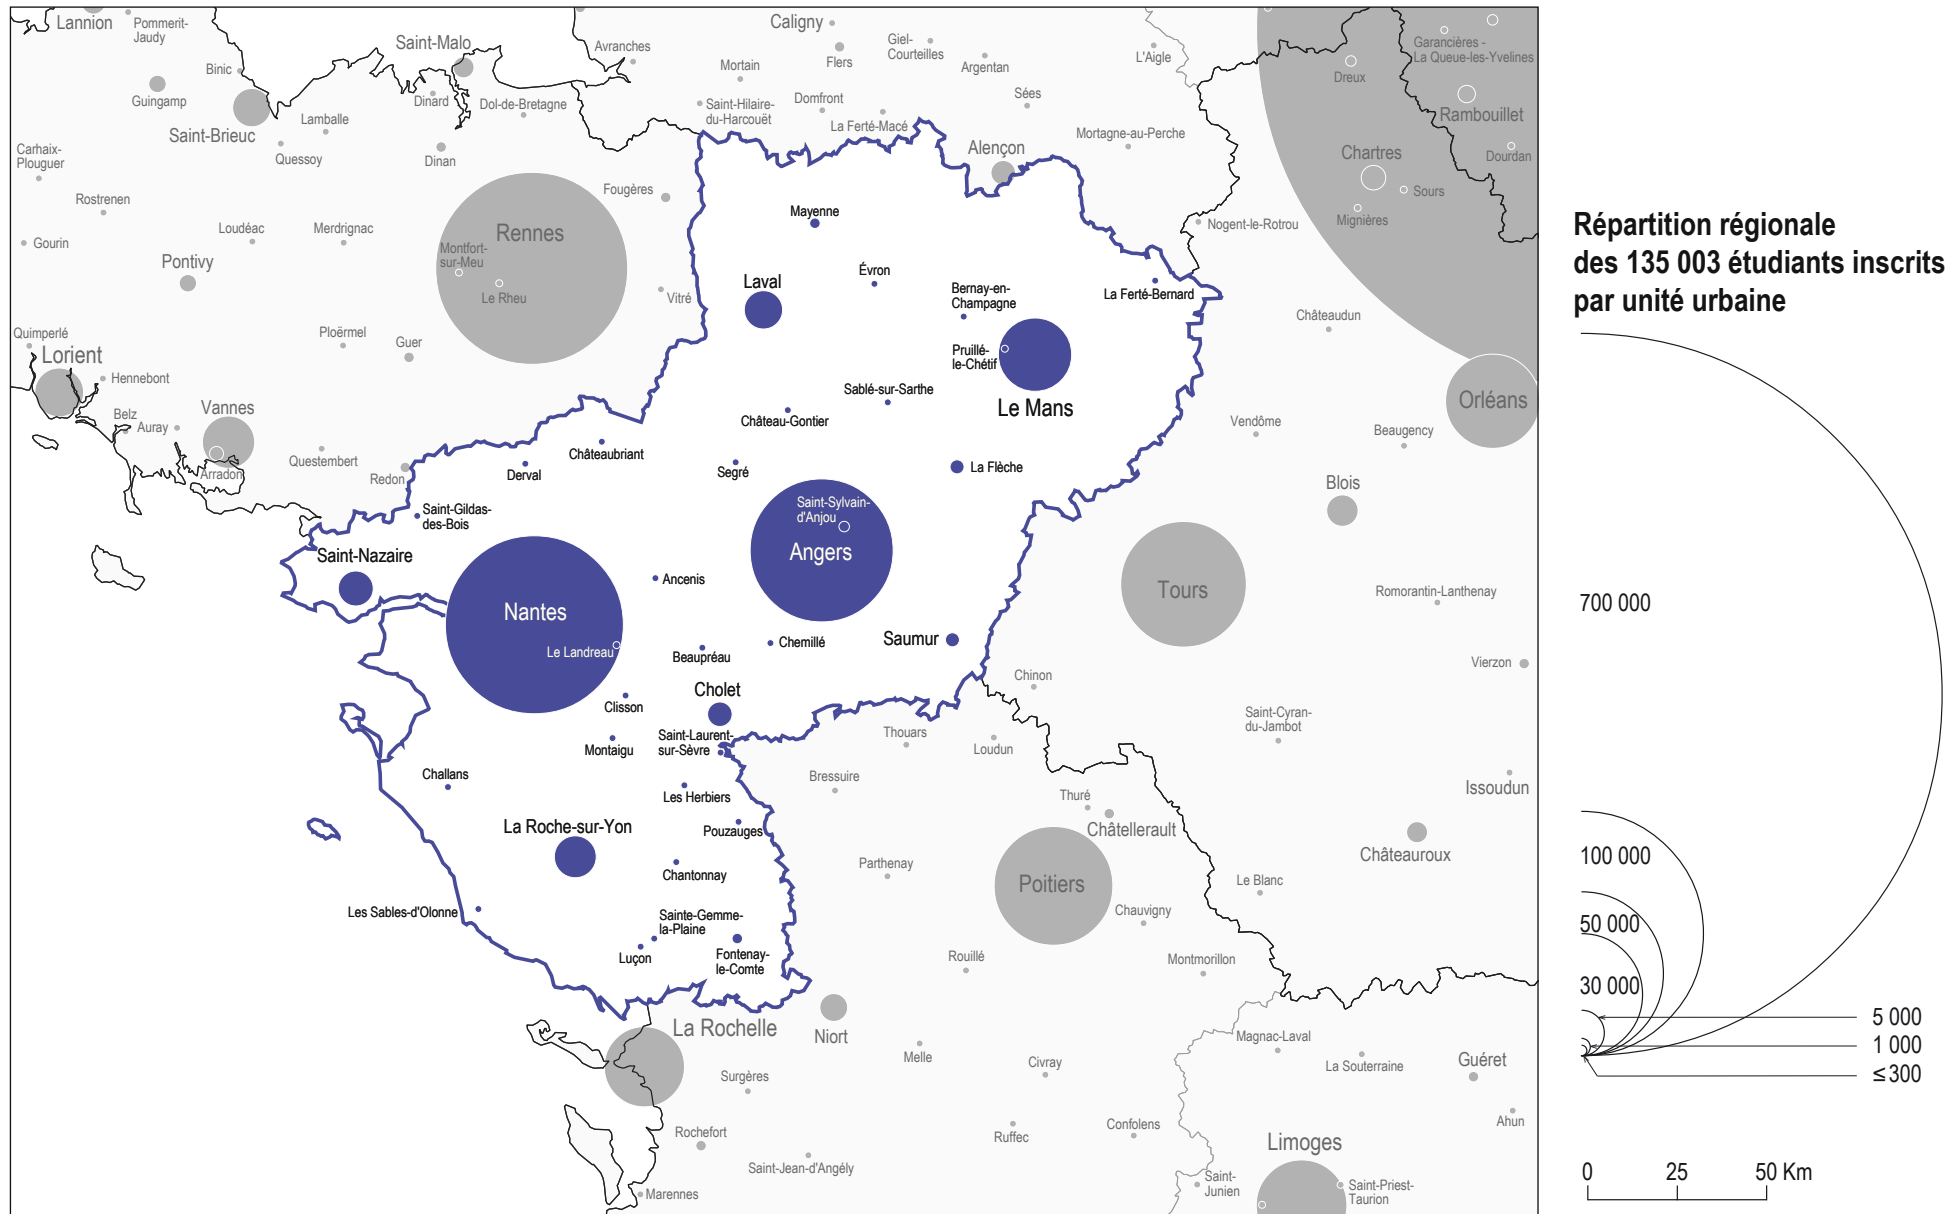 Lannion
Pommerit-
Jaudy
Saint-Malo
Avranches
Caligny
Giel-
Courteilles
Flers
Argentan
L'Aigle
Garancières -
La Queue-les-Yvelines
Dreux
Binic
Guingamp
Mortain
Dinard
Dol-de-Bretagne
Saint-Hilaire-
du-Harcouët
Domfront
Sées
Rambouillet
Saint-Brieuc
Lamballe
La Ferté-Macé
Mortagne-au-Perche
Carhaix-
Plouguer
Quessoy
Dinan
Alençon
Chartres
Dourdan
Sours
Rostrenen
Fougères
Mignières
Loudéac
Merdrignac
Rennes
Mayenne
Nogent-le-Rotrou
Gourin
Montfort-
sur-Meu
Pontivy
Le Rheu
Vitré
Laval
Évron
Bernay-en-
Champagne
La Ferté-Bernard
Quimperlé
Ploërmel
Guer
Châteaudun
Lorient
Pruillé-
le-Chétif
Hennebont
Sablé-sur-Sarthe
Le Mans
Orléans
Belz
Auray
Vannes
Château-Gontier
Vendôme
Beaugency
Arradon
Questembert
Redon
Châteaubriant
Derval
Segré
La Flèche
Blois
Saint-Gildas-
des-Bois
Saint-Sylvain-
d'Anjou
Angers
Saint-Nazaire
Ancenis
Tours
Romorantin-Lanthenay
Nantes
Le Landreau
Chemillé
Saumur
Beaupréau
Vierzon
Chinon
Cholet
Clisson
Saint-Cyran-
du-Jambot
Saint-Laurent-
sur-Sèvre
Montaigu
Thouars
Loudun
Challans
Bressuire
Les Herbiers
Thuré
Issoudun
La Roche-sur-Yon
Pouzauges
Châtellerault
Châteauroux
Chantonnay
Parthenay
Poitiers
Le Blanc
Les Sables-d'Olonne
Sainte-Gemme-
la-Plaine
Chauvigny
Luçon
Fontenay-
le-Comte
Rouillé
Montmorillon
La Rochelle
Niort
Melle
Civray
Magnac-Laval
La Souterraine
Guéret
Surgères
Rochefort
Ruffec
Confolens
Ahun
Limoges
Saint-Jean-d'Angély
Marennes
Saint-
Junien
Saint-Priest-
Taurion
Répartition régionale
des 135 003 étudiants inscrits
par unité urbaine
700 000
100 000
50 000
30 000
5 000
1 000
≤ 300
0 25 50 Km